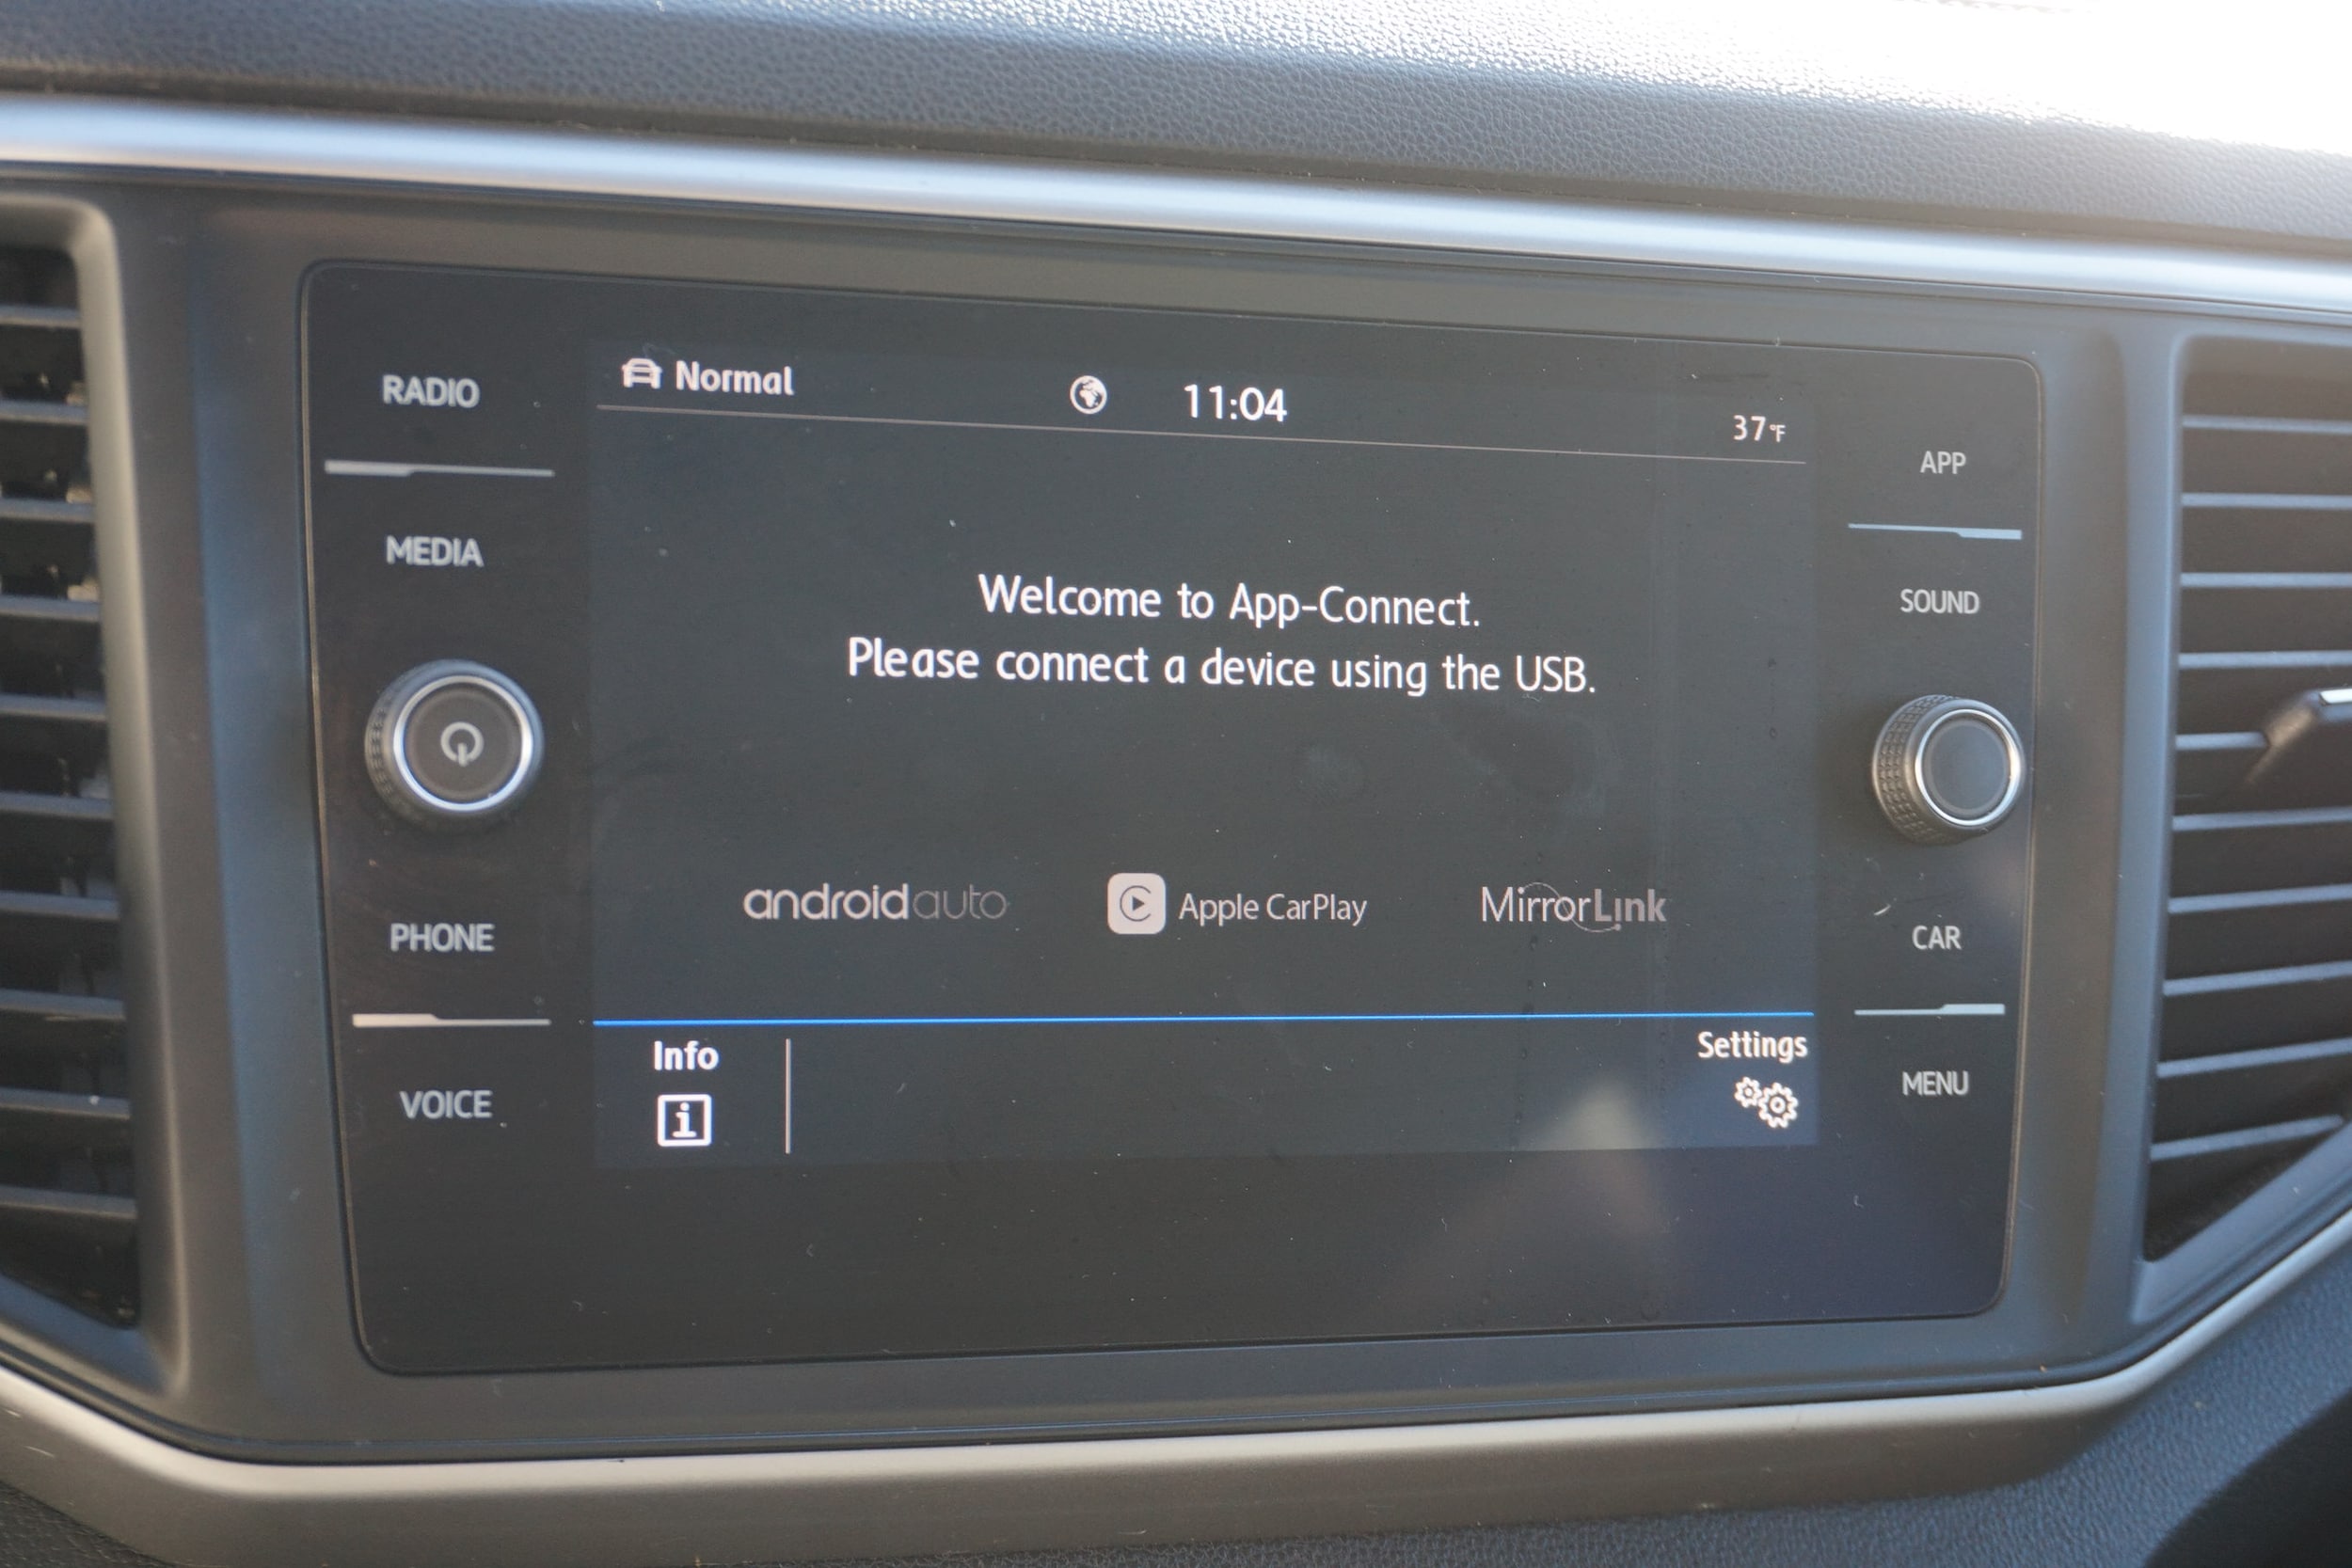 RADIO
MEDIA
PHONE
VOICE
Normal
11:04
37°F
Welcome to App-Connect.
Please connect a device using the USB.
androidauto
Apple CarPlay
MirrorLink
Info
i
Settings
APP
SOUND
CAR
MENU